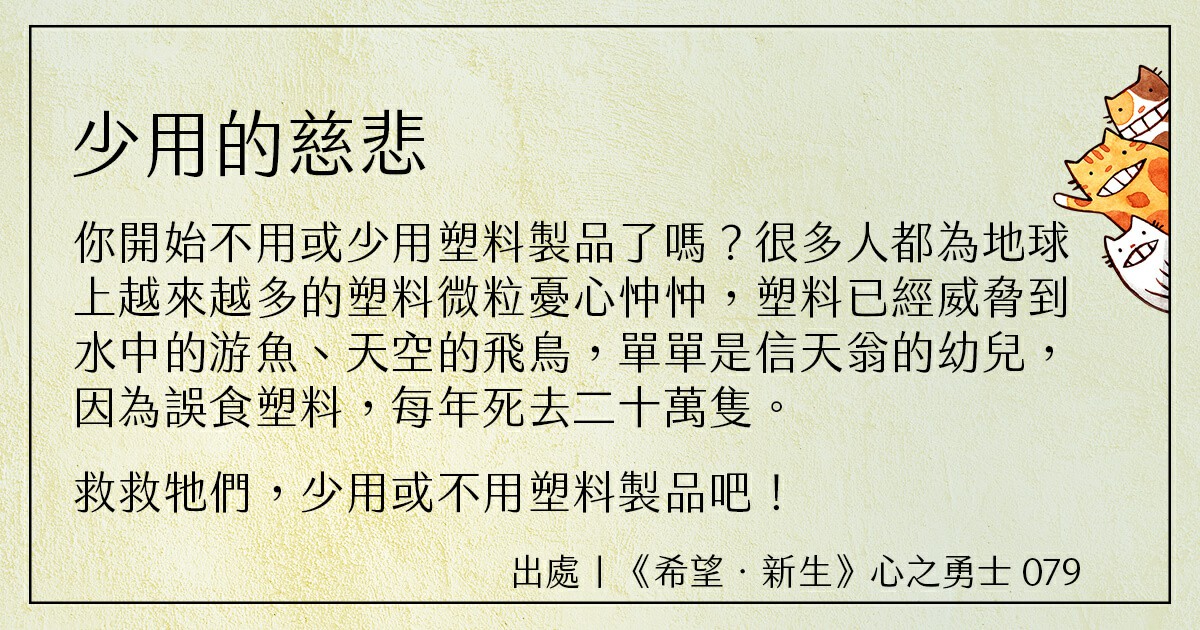 少用的慈悲
你開始不用或少用塑料製品了嗎？很多人都為地球
上越來越多的塑料微粒憂心忡忡，塑料已經威脅到
水中的游魚、天空的飛鳥，單單是信天翁的幼兒，
因為誤食塑料，每年死去二十萬隻。
救救牠們，少用或不用塑料製品吧！
出處丨《希望．新生》心之勇士 079